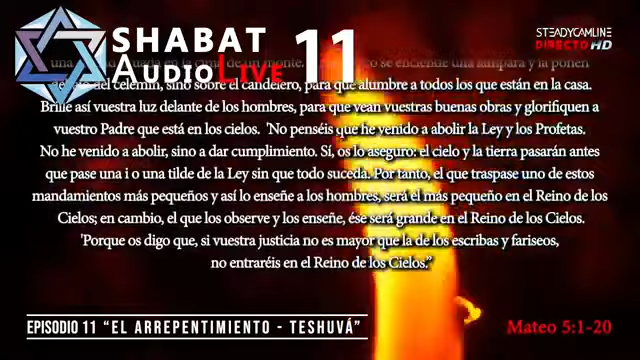 SHABAT 11
AUDIOLIVE
STEADYCAMLINE
DIRECTO HD
se enciende una lámpara y la ponen
del celemín, sino sobre el candelero, para que alumbre a todos los que están en la casa.
Brille así vuestra luz delante de los hombres, para que vean vuestras buenas obras y glorifiquen a
vuestro Padre que está en los cielos. 'No penséis que he venido a abolir la Ley y los Profetas.
No he venido a abolir, sino a dar cumplimiento. Sí, os lo aseguro: el cielo y la tierra pasarán antes
que pase una i o una tilde de la Ley sin que todo suceda. Por tanto, el que traspase uno de estos
mandamientos más pequeños y así lo enseñe a los hombres, será el más pequeño en el Reino de los
Cielos; en cambio, el que los observe y los enseñe, ése será grande en el Reino de los Cielos.
'Porque os digo que, si vuestra justicia no es mayor que la de los escribas y fariseos,
no entraréis en el Reino de los Cielos.”
EPISODIO 11 “EL ARREPENTIMIENTO - TESHUVÁ”
Mateo 5:1-20